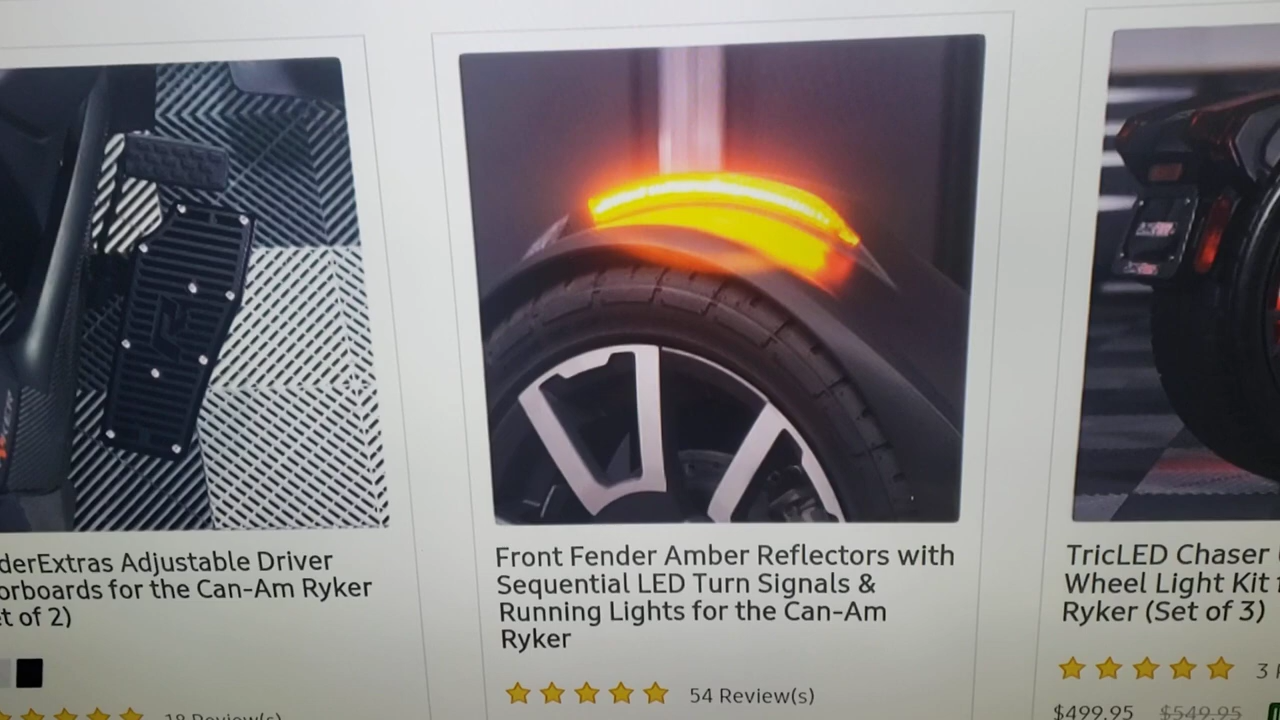 derExtras Adjustable Driver
orboards for the Can-Am Ryker
t of 2)
Front Fender Amber Reflectors with
Sequential LED Turn Signals &
Running Lights for the Can-Am
Ryker
54 Review(s)
TricLED Chaser
Wheel Light Kit
Ryker (Set of 3)
3
$499.95 $549.95